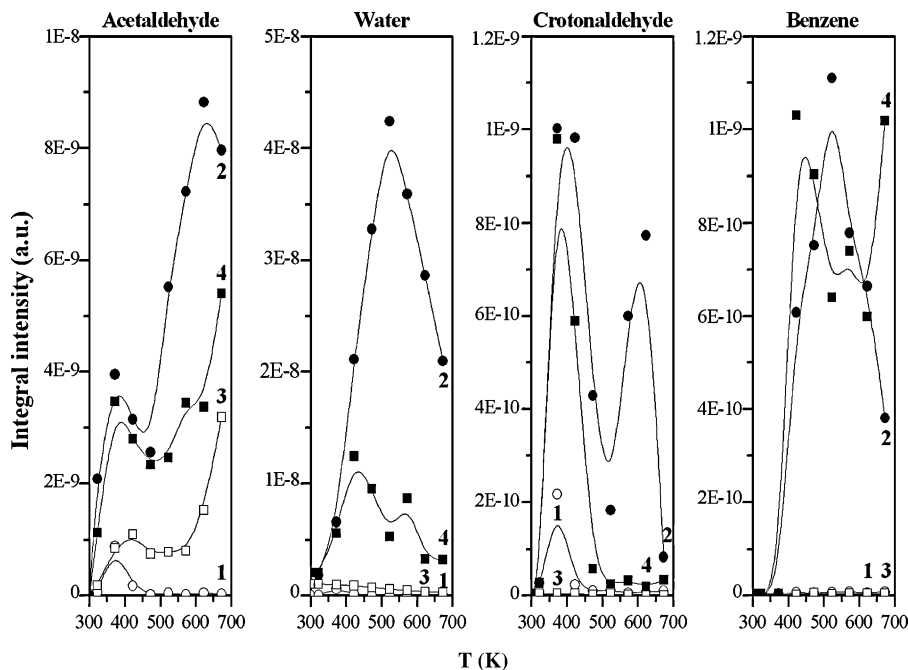 Acetaldehyde Water Crotonaldehyde Benzene
1E-8 5E-8 1.2E-9 1.2E-9
4 
1E-9 1E-9
8E-9 4E-8
2
8E-10 8E-10
6E-9 3E-8
4
6E-10 6E-10
4E-9 2E-8 2
3
4E-10 4E-10
2
2E-9 1E-8
2E-10 2E-10
1
4 2
1 3 1 3 4 1 3
0 0 0 0
300 400 500 600 700 300 400 500 600 700 300 400 500 600 700 300 400 500 600 700
Integral intensity (a.u.)
T (K)